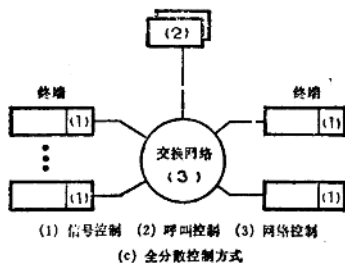 (2)
终端
终端
(1)
(1)
交换网络
(3)
(1)
(1)
(1) 信号控制 (2) 呼叫控制 (3) 网络控制
(c) 全分散控制方式